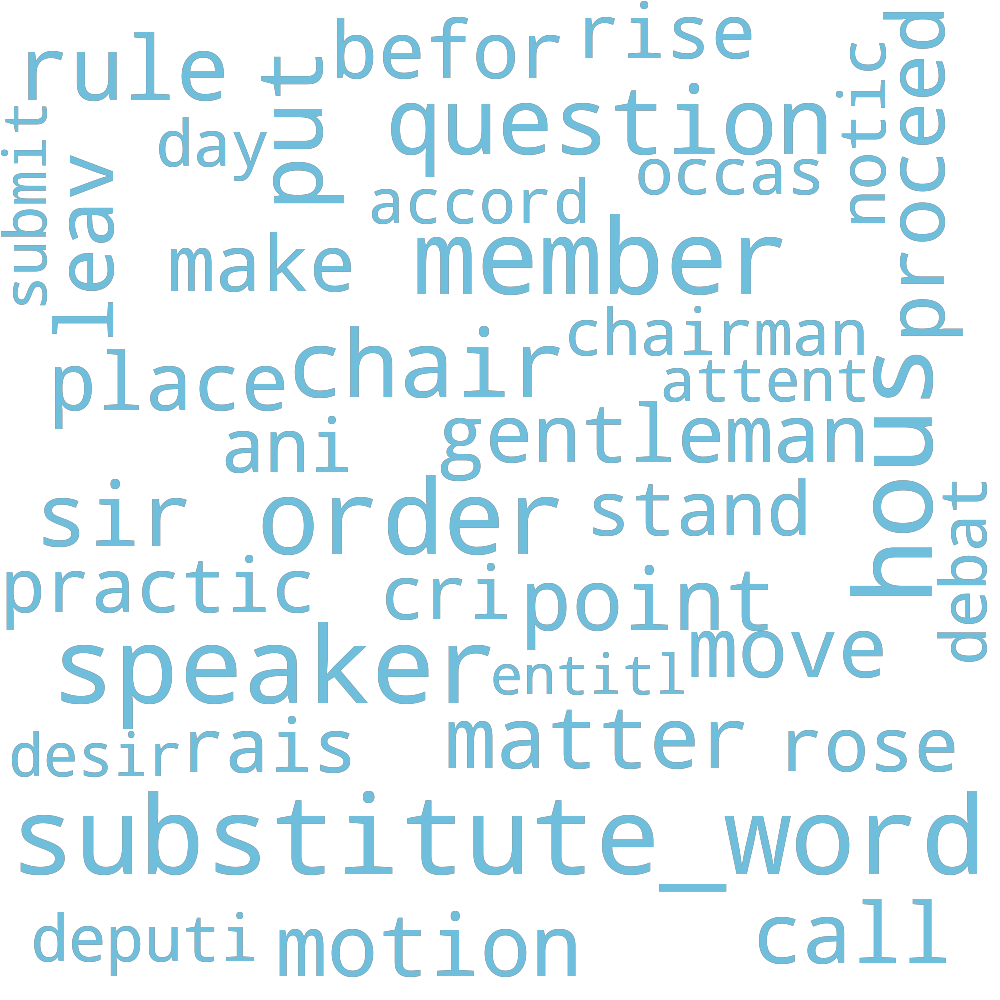 rule
befor
rise
put
proceed
notic
question
day
submit
occas
leav
accord
make
member
chairman
chair
place
attent
hous
gentleman
ani
sir
order
stand
debat
practic
cri
point
speaker
move
entitl
matter
rose
desir
rais
substitute_word
call
deputi
motion